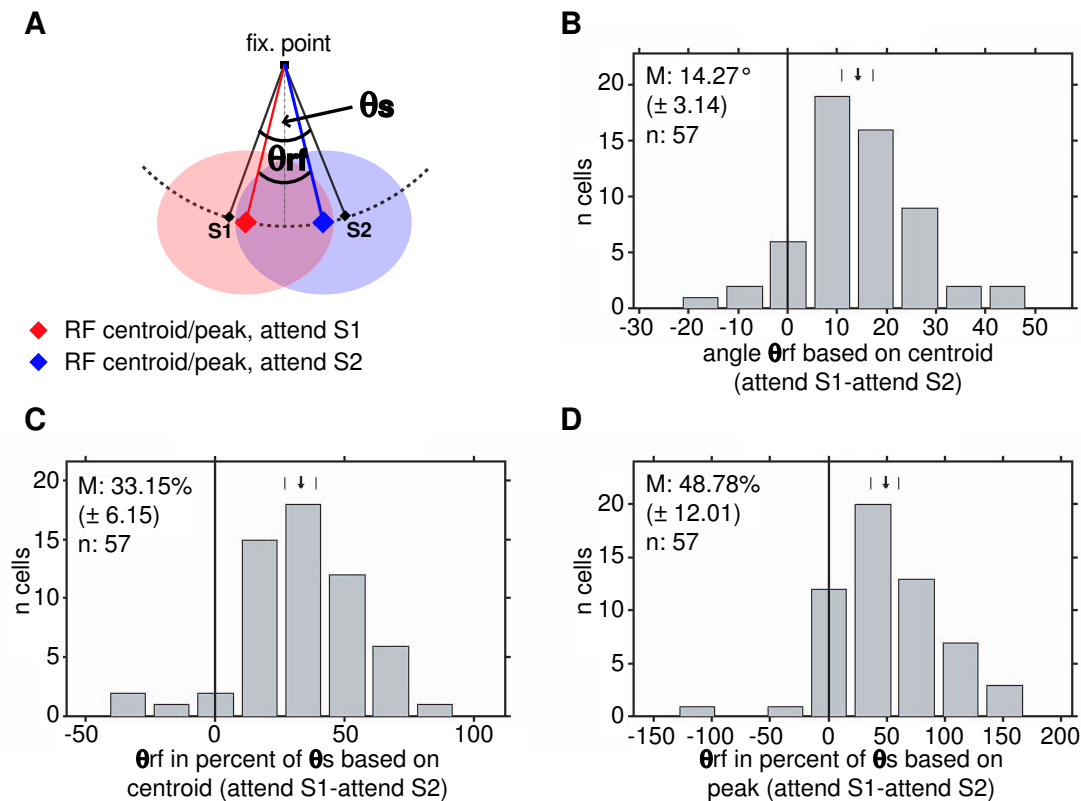 A
fix. point
θs
θrf
S1
S2
RF centroid/peak, attend S1
RF centroid/peak, attend S2
B
M: 14.27°
(± 3.14)
n: 57
n cells
20
15
10
5
0
-30 -20 -10 0 10 20 30 40 50
angle θrf based on centroid
(attend S1-attend S2)
C
M: 33.15%
(± 6.15)
n: 57
n cells
20
15
10
5
0
-50 0 50 100
θrf in percent of θs based on
centroid (attend S1-attend S2)
D
M: 48.78%
(± 12.01)
n: 57
n cells
20
15
10
5
0
-150 -100 -50 0 50 100 150 200
θrf in percent of θs based on
peak (attend S1-attend S2)